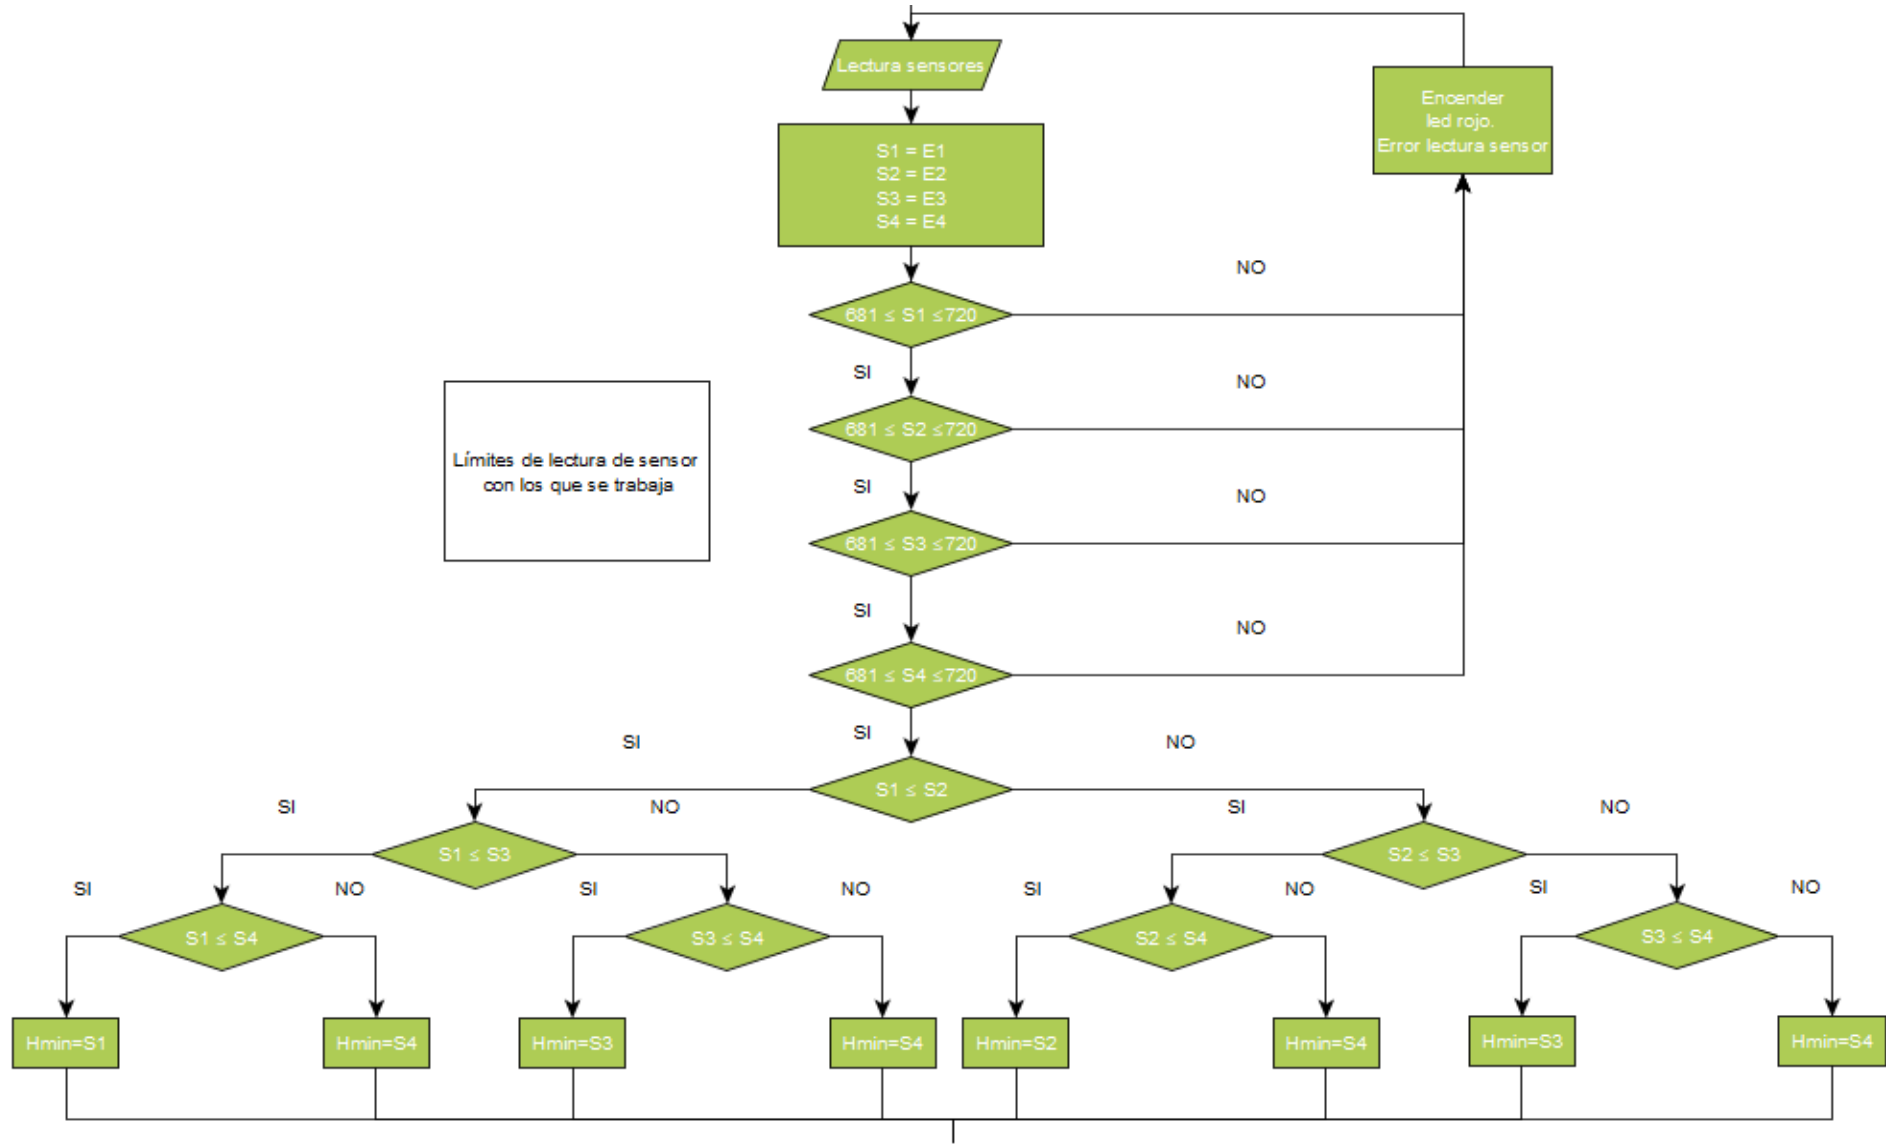 Lectura sensores
Encender
led rojo.
Error lectura sensor
S1 = E1
S2 = E2
S3 = E3
S4 = E4
NO
681 ≤ S1 ≤720
SI
NO
681 ≤ S2 ≤720
Límites de lectura de sensor
con los que se trabaja
SI
NO
681 ≤ S3 ≤720
SI
NO
681 ≤ S4 ≤720
SI
SI
NO
S1 ≤ S2
SI
NO
SI
NO
S1 ≤ S3
S2 ≤ S3
SI
NO
SI
NO
SI
NO
SI
NO
S1 ≤ S4
S3 ≤ S4
S2 ≤ S4
S3 ≤ S4
Hmin=S1
Hmin=S4
Hmin=S3
Hmin=S4
Hmin=S2
Hmin=S4
Hmin=S3
Hmin=S4